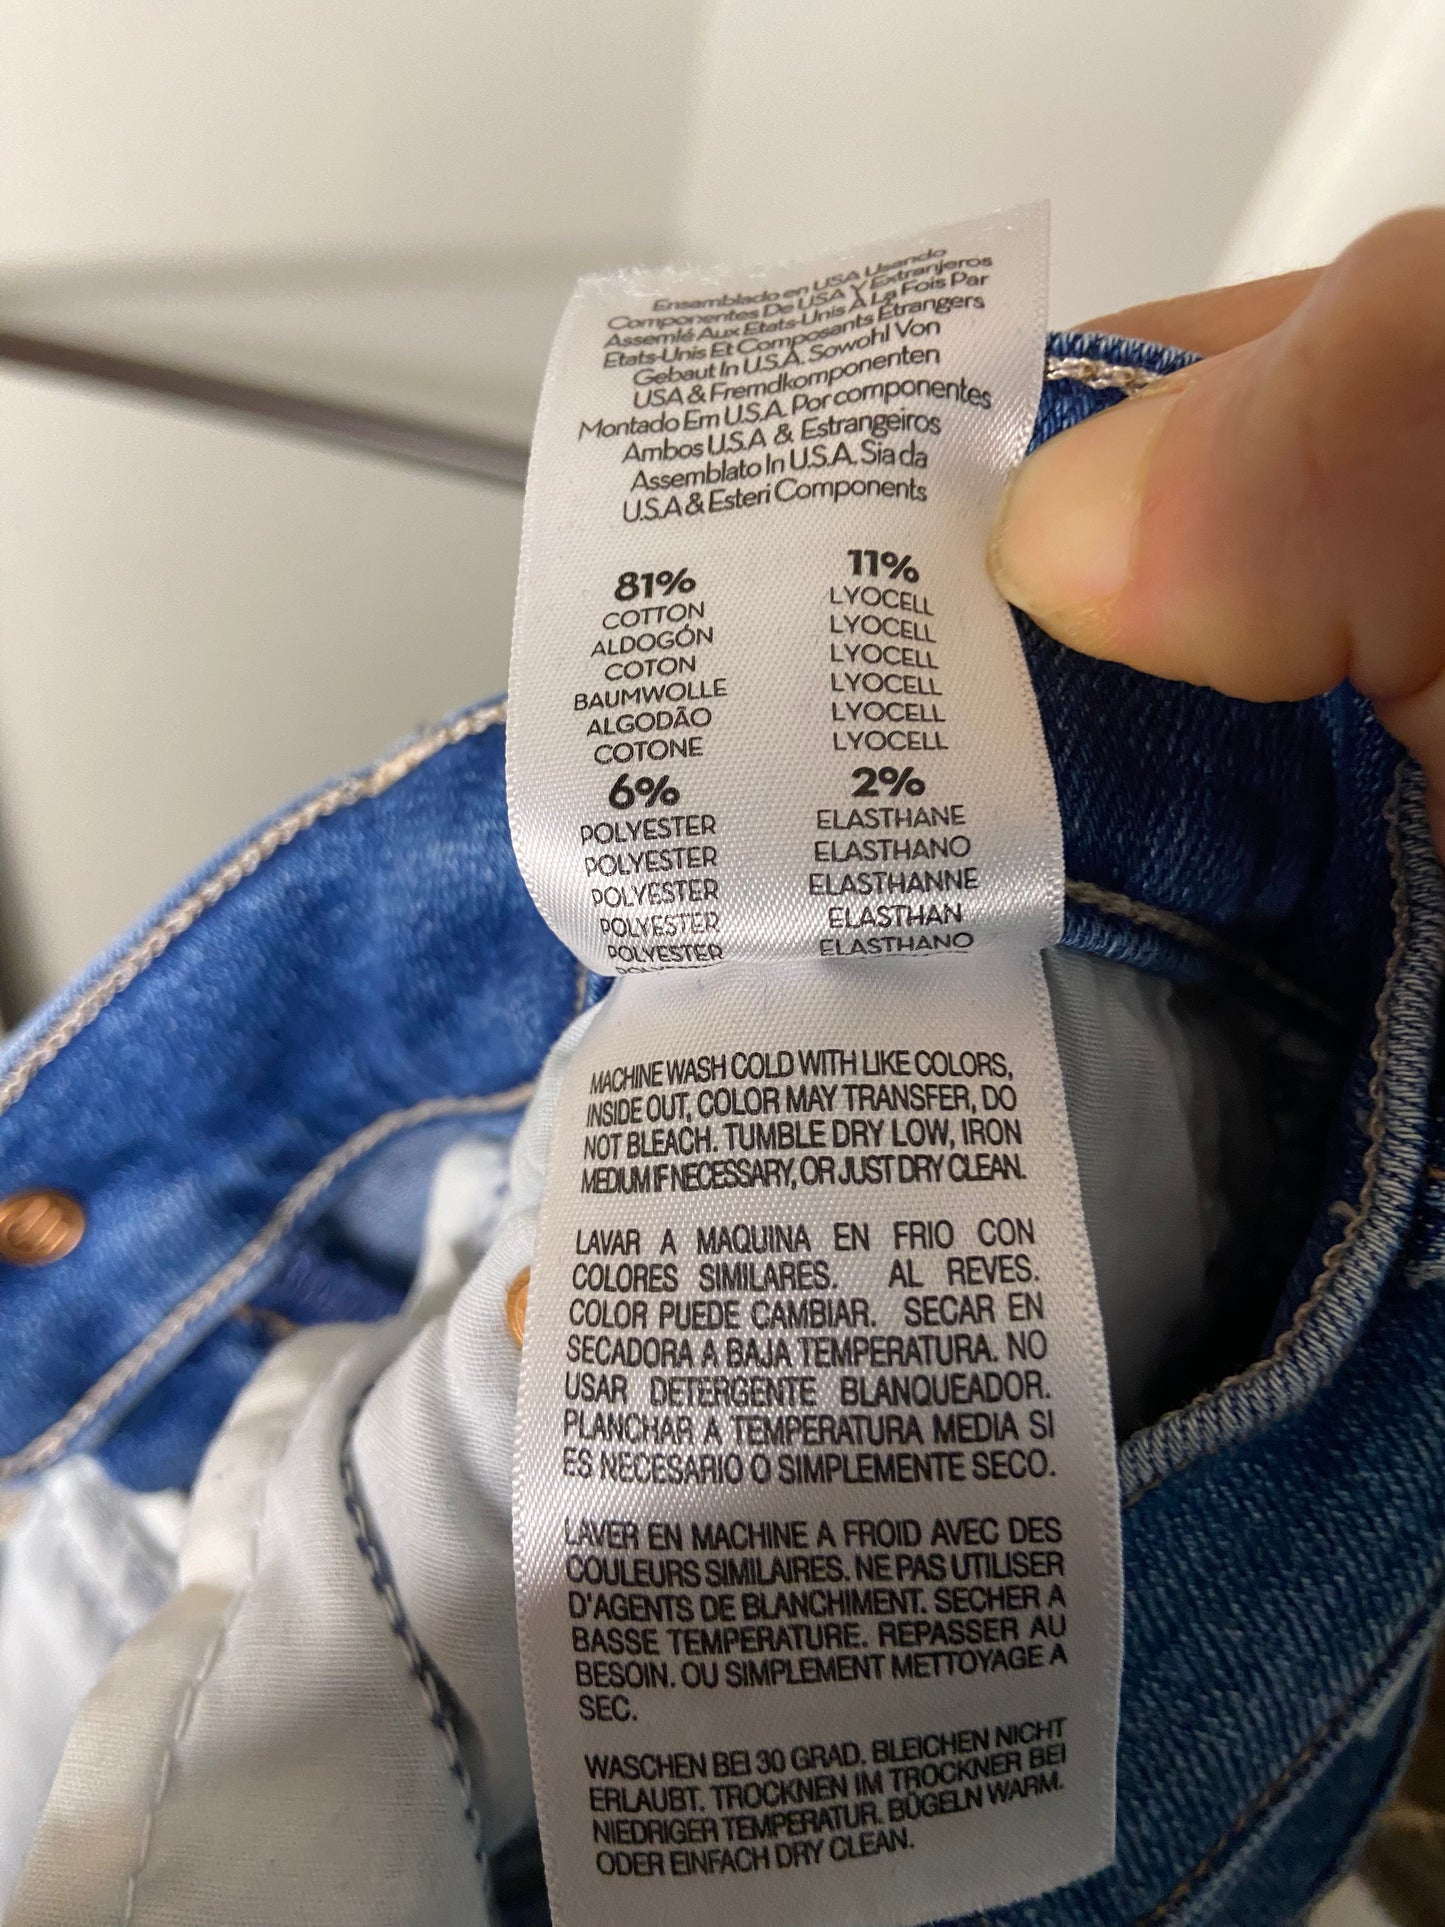 Ensamblado en USA Usando
Componentes De USA Y Extranjeros
Assemlé Aux Etats-Unis À La Fois Par
Etats-Unis Et Composants Étrangers
Gebaut In U.S.A. Sowohl Von
USA & Fremdkomponenten
Montado Em U.S.A. Por componentes
Ambos U.S.A & Estrangeiros
Assemblato In U.S.A. Sia da
U.S.A & Esteri Components
81%
COTTON
ALDOGÓN
COTON
BAUMWOLLE
ALGODÃO
COTONE
11%
LYOCELL
LYOCELL
LYOCELL
LYOCELL
LYOCELL
LYOCELL
6%
POLYESTER
POLYESTER
POLYESTER
POLYESTER
POLYESTER
2%
ELASTHANE
ELASTHANO
ELASTHANNE
ELASTHAN
ELASTHANO
MACHINE WASH COLD WITH LIKE COLORS,
INSIDE OUT, COLOR MAY TRANSFER, DO
NOT BLEACH. TUMBLE DRY LOW, IRON
MEDIUM IF NECESSARY, OR JUST DRY CLEAN.
LAVAR A MAQUINA EN FRIO CON
COLORES SIMILARES. AL REVES.
COLOR PUEDE CAMBIAR. SECAR EN
SECADORA A BAJA TEMPERATURA. NO
USAR DETERGENTE BLANQUEADOR.
PLANCHAR A TEMPERATURA MEDIA SI
ES NECESARIO O SIMPLEMENTE SECO.
LAVER EN MACHINE A FROID AVEC DES
COULEURS SIMILAIRES. NE PAS UTILISER
D'AGENTS DE BLANCHIMENT. SECHER A
BASSE TEMPERATURE. REPASSER AU
BESOIN. OU SIMPLEMENT METTOYAGE A
SEC.
WASCHEN BEI 30 GRAD. BLEICHEN NICHT
ERLAUBT. TROCKNEN IM TROCKNER BEI
NIEDRIGER TEMPERATUR. BÜGELN WARM.
ODER EINFACH DRY CLEAN.